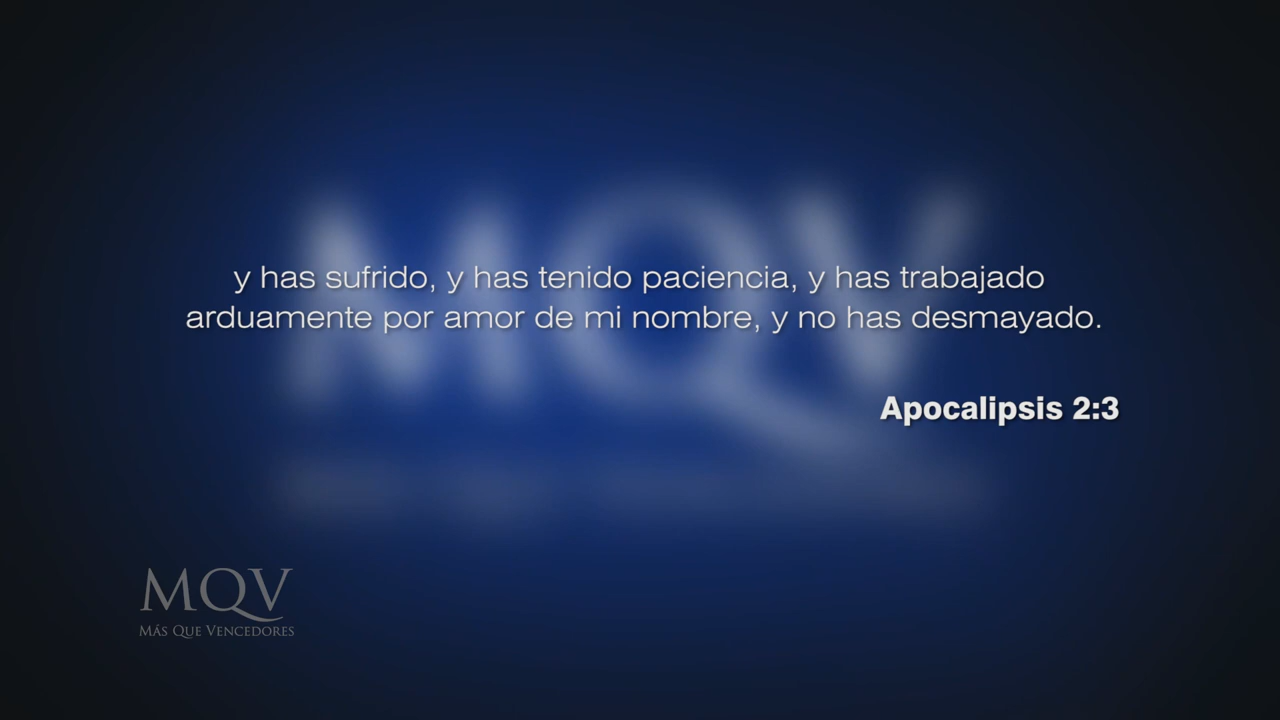 y has sufrido, y has tenido paciencia, y has trabajado
arduamente por amor de mi nombre, y no has desmayado.
Apocalipsis 2:3
MQV
MÁS QUE VENCEDORES